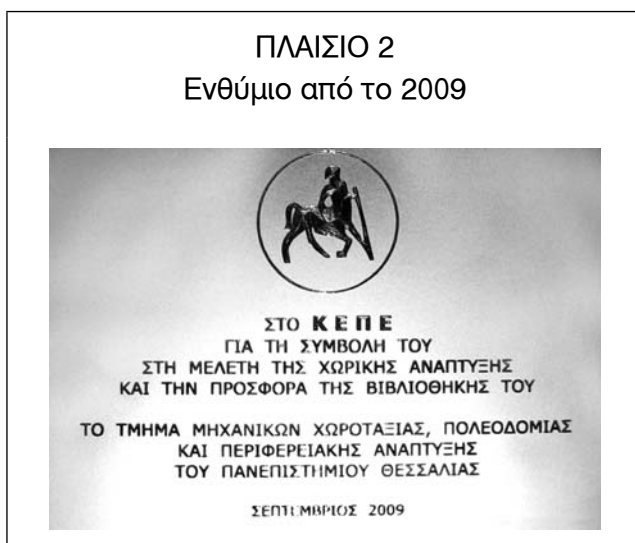 ΠΛΑΙΣΙΟ 2
Ενθύμιο από το 2009
ΣΤΟ ΚΕΠΕ
ΓΙΑ ΤΗ ΣΥΜΒΟΛΗ ΤΟΥ
ΣΤΗ ΜΕΛΕΤΗ ΤΗΣ ΧΩΡΙΚΗΣ ΑΝΑΠΤΥΞΗΣ
ΚΑΙ ΤΗΝ ΠΡΟΣΦΟΡΑ ΤΗΣ ΒΙΒΛΙΟΘΗΚΗΣ ΤΟΥ
ΤΟ ΤΜΗΜΑ ΜΗΧΑΝΙΚΩΝ ΧΩΡΟΤΑΞΙΑΣ, ΠΟΛΕΟΔΟΜΙΑΣ
ΚΑΙ ΠΕΡΙΦΕΡΕΙΑΚΗΣ ΑΝΑΠΤΥΞΗΣ
ΤΟΥ ΠΑΝΕΠΙΣΤΗΜΙΟΥ ΘΕΣΣΑΛΙΑΣ
ΣΕΠΤΕΜΒΡΙΟΣ 2009